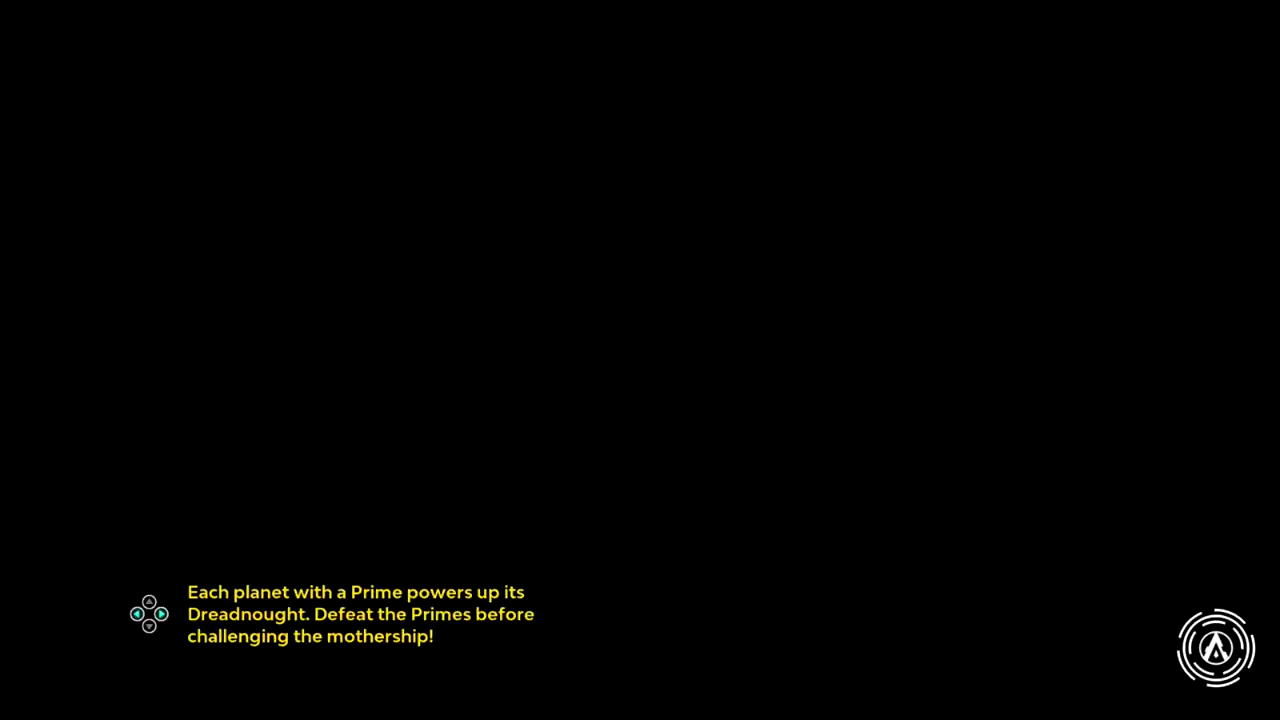 Each planet with a Prime powers up its
Dreadnought. Defeat the Primes before
challenging the mothership!